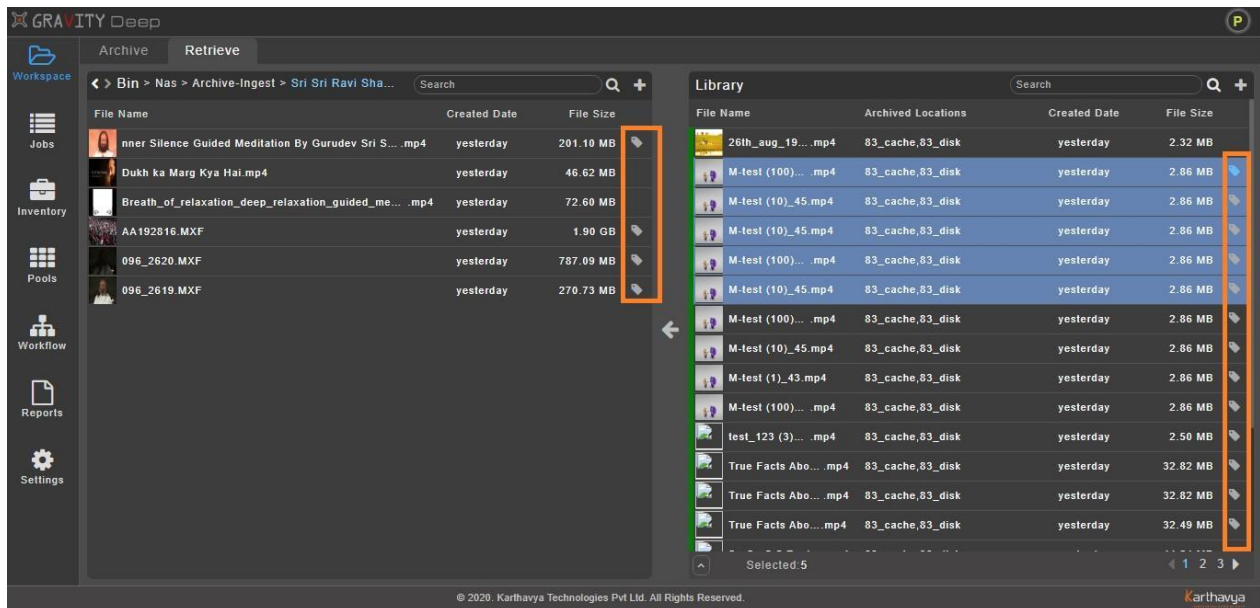 GRAVITY Deep
P
Workspace
Jobs
Inventory
Pools
Workflow
Reports
Settings
Archive Retrieve
Bin > Nas > Archive-Ingest > Sri Sri Ravi Sha... Search
File Name Created Date File Size
nner Silence Guided Meditation By Gurudev Sri S... .mp4 yesterday 201.10 MB
Dukh ka Marg Kya Hai.mp4 yesterday 46.62 MB
Breath_of_relaxation_deep_relaxation_guided_me... .mp4 yesterday 72.60 MB
AA192816.MXF yesterday 1.90 GB
096_2620.MXF yesterday 787.09 MB
096_2619.MXF yesterday 270.73 MB
Library Search
File Name Archived Locations Created Date File Size
26th_aug_19... .mp4 83_cache,83_disk yesterday 2.32 MB
M-test (100)... .mp4 83_cache,83_disk yesterday 2.86 MB
M-test (10)_45.mp4 83_cache,83_disk yesterday 2.86 MB
M-test (10)_45.mp4 83_cache,83_disk yesterday 2.86 MB
M-test (100)... .mp4 83_cache,83_disk yesterday 2.86 MB
M-test (10)_45.mp4 83_cache,83_disk yesterday 2.86 MB
M-test (100)... .mp4 83_cache,83_disk yesterday 2.86 MB
M-test (10)_45.mp4 83_cache,83_disk yesterday 2.86 MB
M-test (1)_43.mp4 83_cache,83_disk yesterday 2.86 MB
M-test (100)... .mp4 83_cache,83_disk yesterday 2.86 MB
test_123 (3)... .mp4 83_cache,83_disk yesterday 2.50 MB
True Facts Abo... .mp4 83_cache,83_disk yesterday 32.82 MB
True Facts Abo... .mp4 83_cache,83_disk yesterday 32.82 MB
True Facts Abo....mp4 83_cache,83_disk yesterday 32.49 MB
Selected:5 1 2 3
© 2020. Karthavya Technologies Pvt Ltd. All Rights Reserved. Karthavya